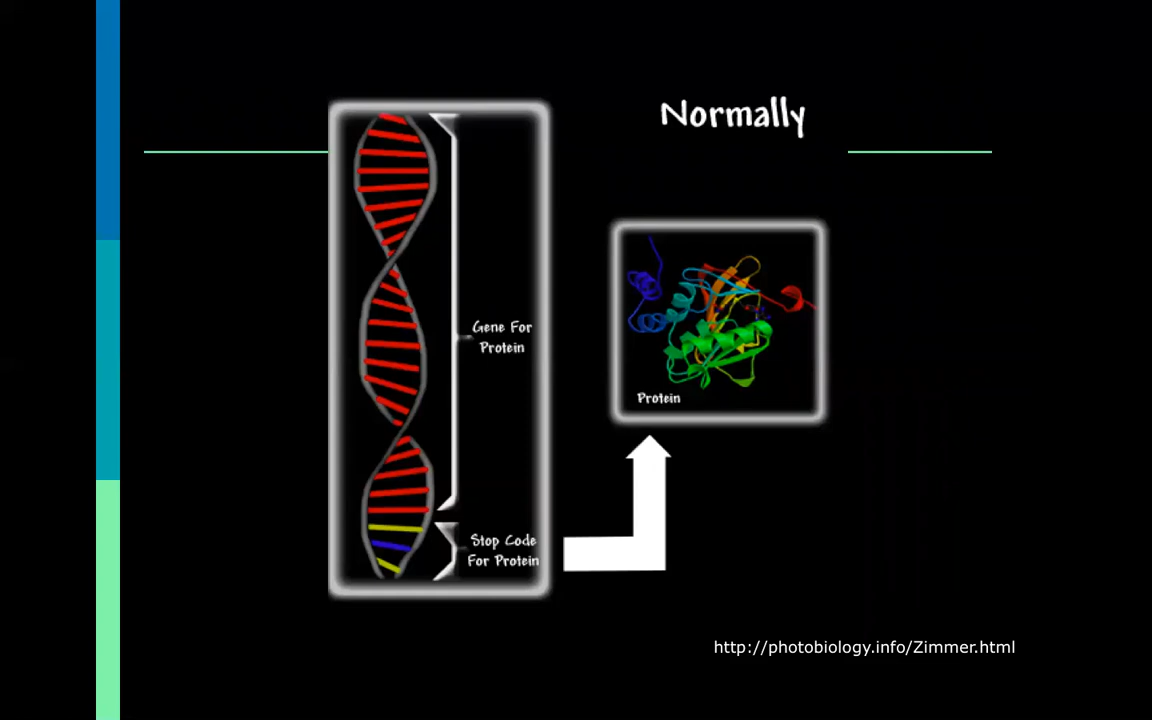 Normally
Gene For
Protein
Protein
Stop Code
For Protein
http://photobiology.info/Zimmer.html